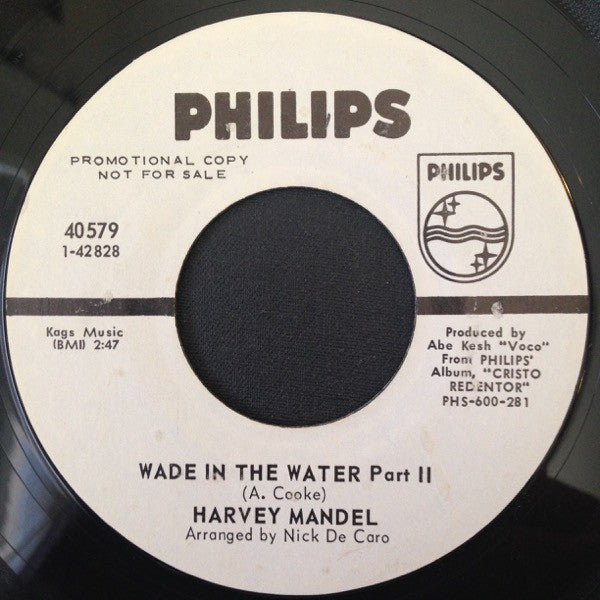 PHILIPS
PROMOTIONAL COPY
NOT FOR SALE
PHILIPS
40579
1-42828
Kags Music
(BMI) 2:47
Produced by
Abe Kesh "Voco"
From PHILIPS'
Album, "CRISTO
REDENTOR"
PHS-600-281
WADE IN THE WATER Part II
(A. Cooke)
HARVEY MANDEL
Arranged by Nick De Caro